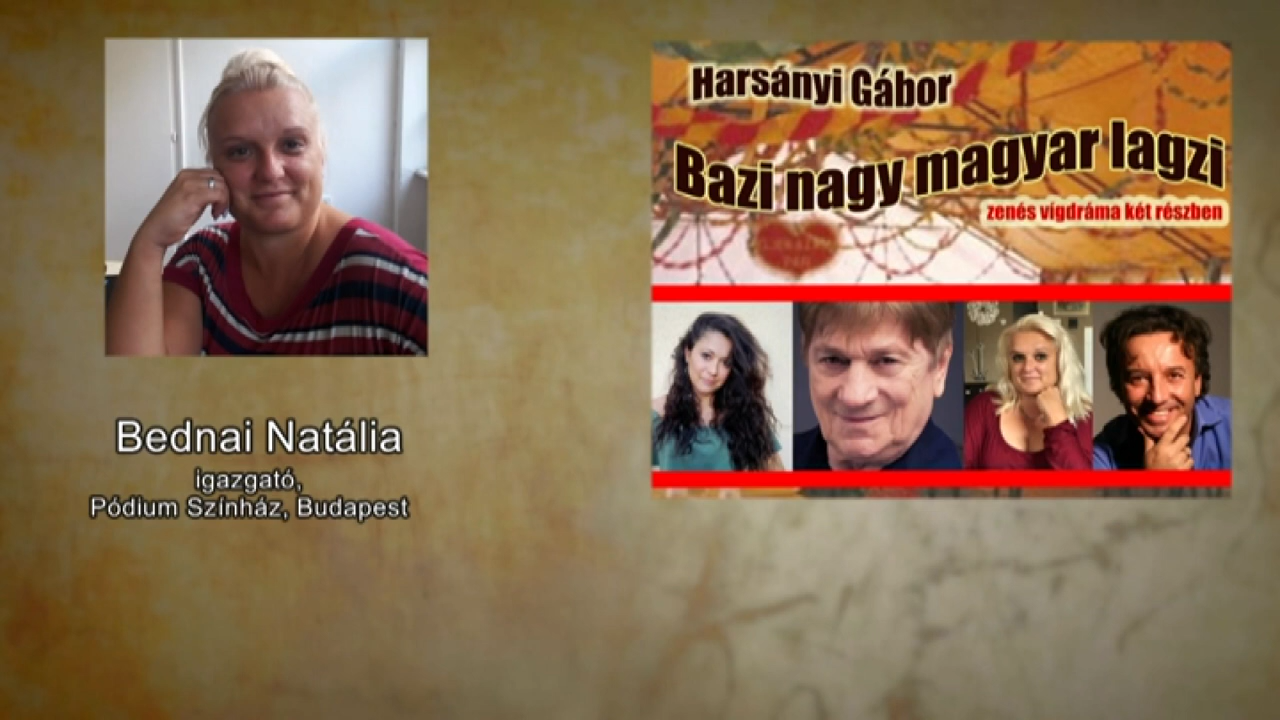 Bednai Natália
igazgató,
Pódium Színház, Budapest
Harsányi Gábor
Bazi nagy magyar lagzi
zenés vígdráma két részben